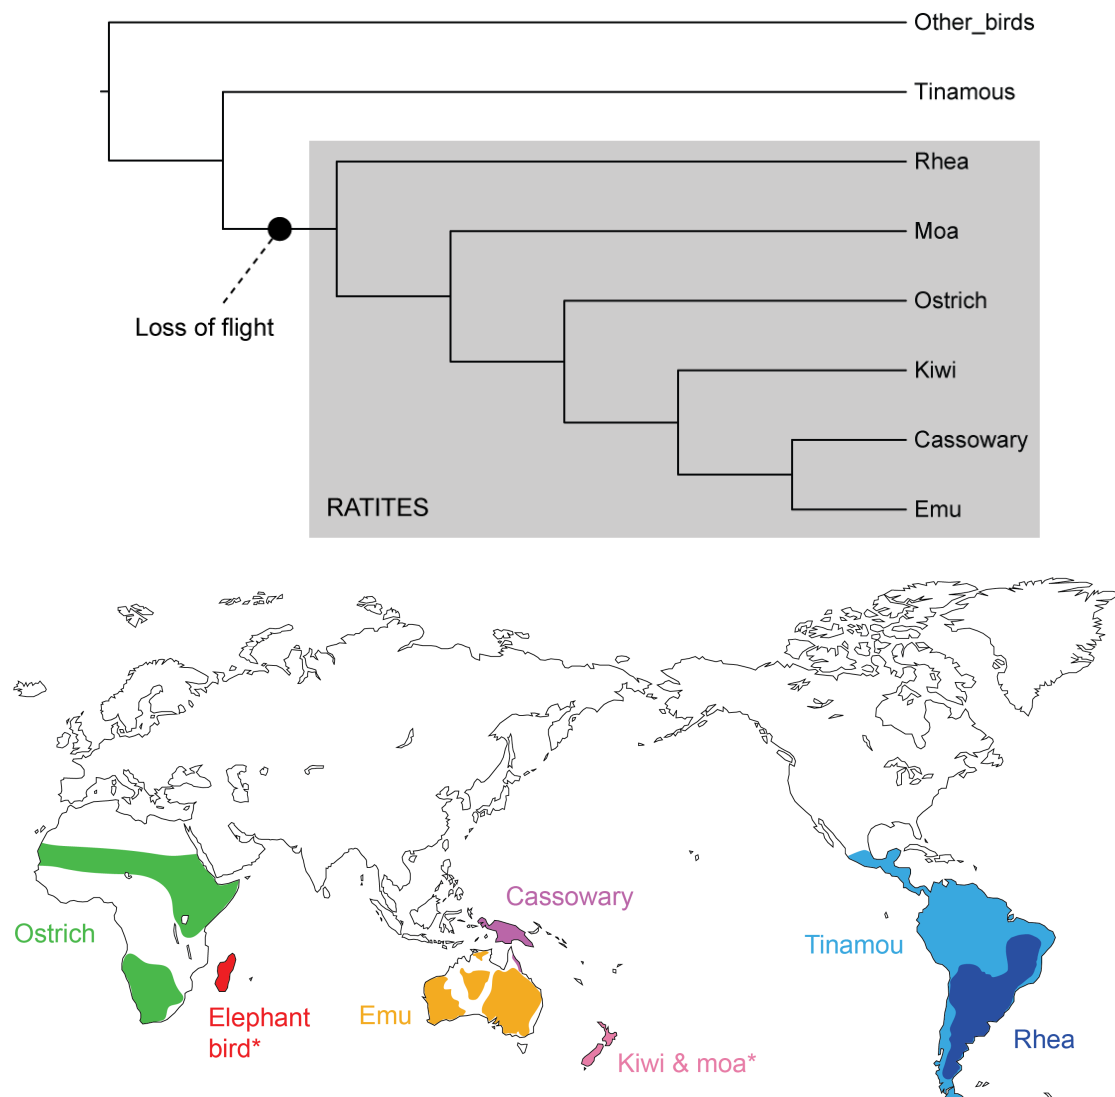 Other_birds
Tinamous
Rhea
Moa
Loss of flight
Ostrich
Kiwi
Cassowary
RATITES
Emu
Cassowary
Ostrich
Tinamou
Elephant
bird*
Emu
Kiwi & moa*
Rhea